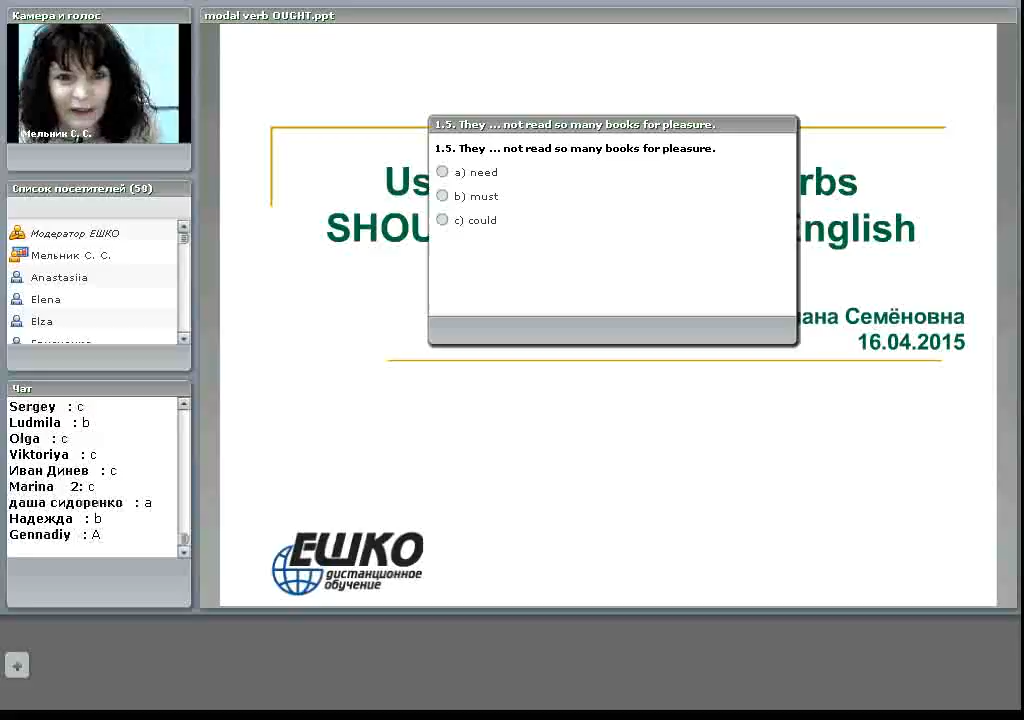 Камера и голос
Мельник С. С.
Список посетителей (50)
Модератор ЕШКО
Мельник С. С.
Anastasiia
Elena
Elza
Чат
Sergey : c
Ludmila : b
Olga : c
Viktoriya : c
Иван Динев : c
Marina 2: c
даша сидоренко : a
Надежда : b
Gennadiy : A
modal verb OUGHT.ppt
Us
rbs
SHOU
nglish
ана Семёновна
16.04.2015
1.5. They ... not read so many books for pleasure.
1.5. They ... not read so many books for pleasure.
a) need
b) must
c) could
ЕШКО
дистанционное
обучение